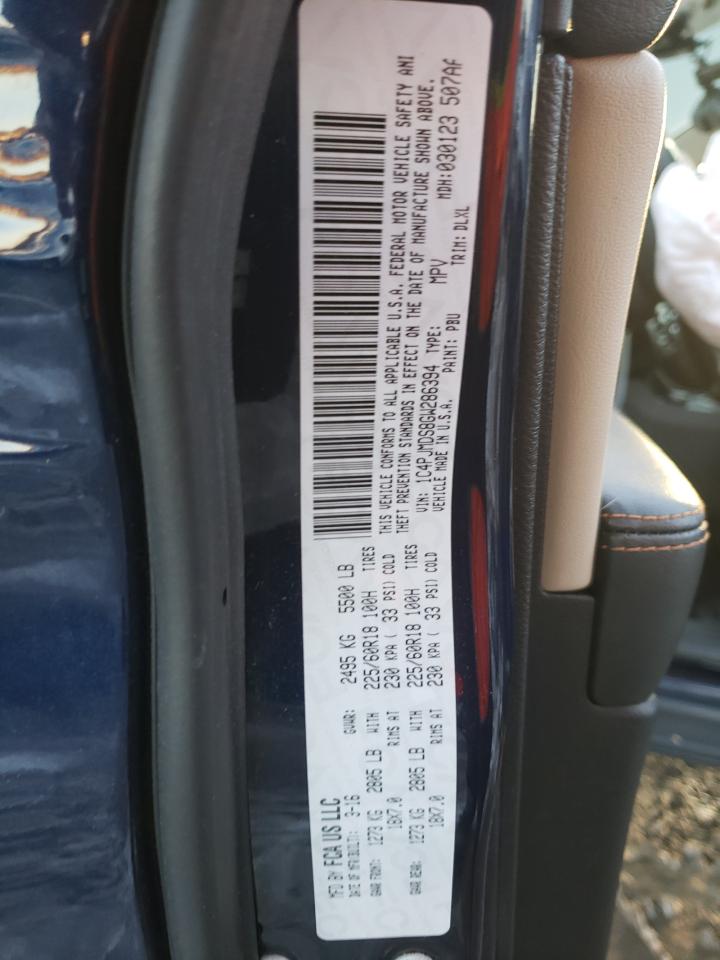 MFD BY FCA US LLC
DATE OF MFR(BUILT): 3-16 GVWR: 2495 KG 5500 LB
GAWR FRONT: 1273 KG 2805 LB WITH 225/60R18 100H TIRES
18X7.0 RIMS AT 230 KPA ( 33 PSI) COLD
GAWR REAR: 1273 KG 2805 LB WITH 225/60R18 100H TIRES
18X7.0 RIMS AT 230 KPA ( 33 PSI) COLD
THIS VEHICLE CONFORMS TO ALL APPLICABLE U.S.A. FEDERAL MOTOR VEHICLE SAFETY AND
THEFT PREVENTION STANDARDS IN EFFECT ON THE DATE OF MANUFACTURE SHOWN ABOVE.
VIN: 1C4PJMDS8GW286394 TYPE: MPV MDH:030123 507AF
VEHICLE MADE IN U.S.A. PAINT: PBU TRIM: DLXL